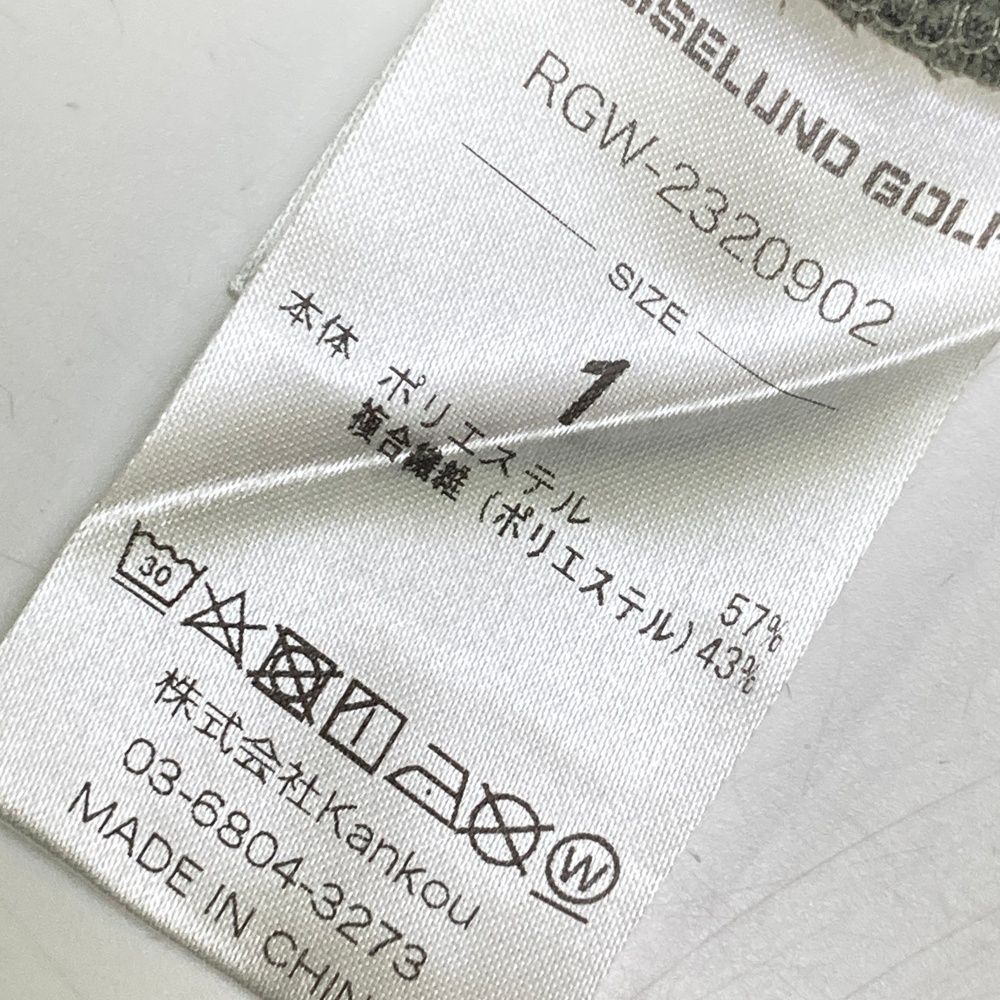 ISELUND GOLF
RGW-2320902
SIZE
1
本体 ポリエステル 57%
複合繊維 (ポリエステル) 43%
30
W
株式会社Kankou
03-6804-3273
MADE IN CHIN